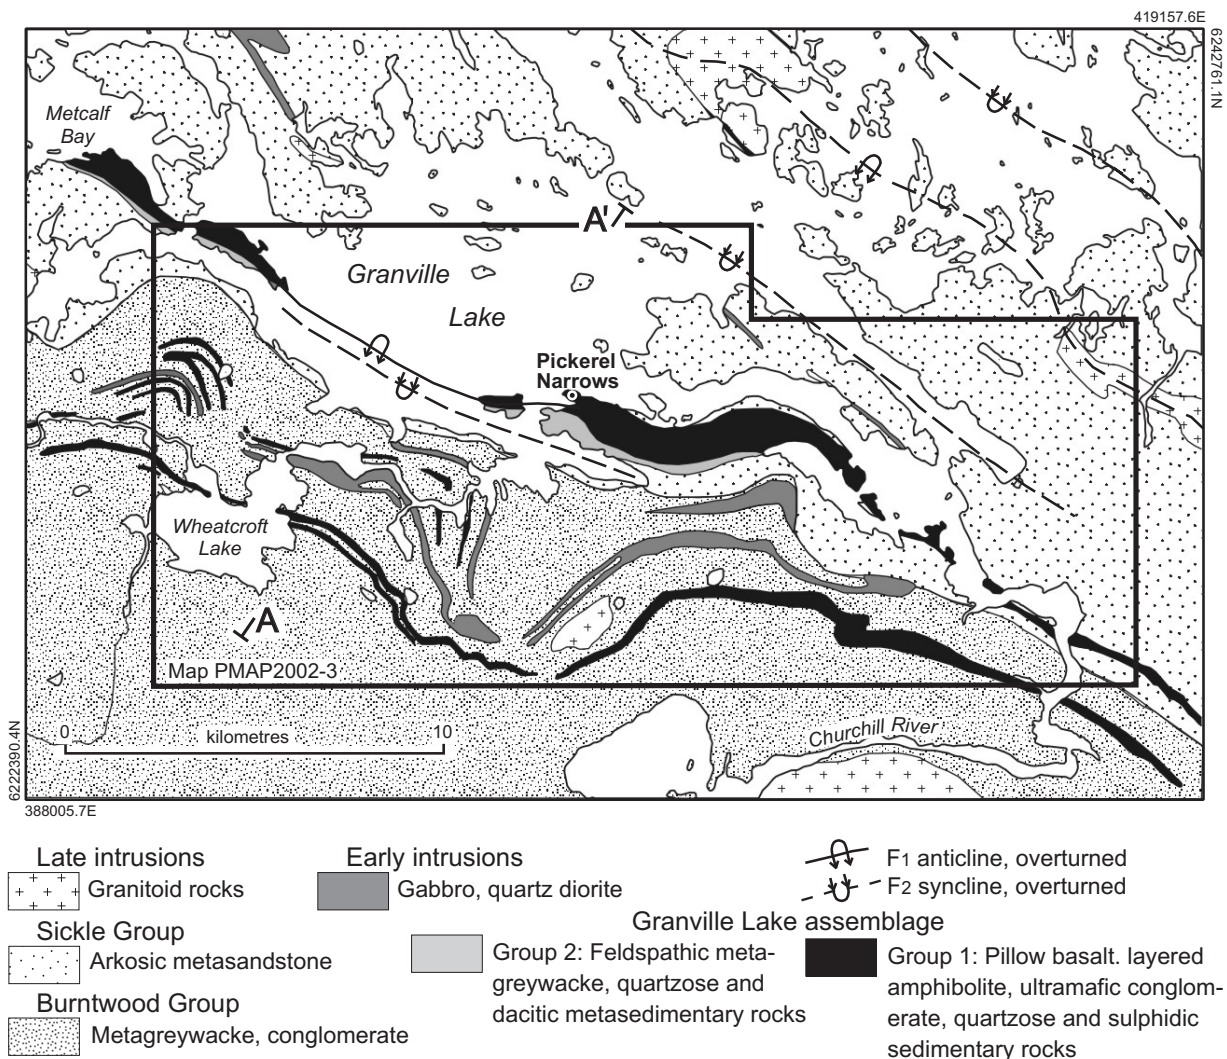 419157.6E
6242761.1N
Metcalf
Bay
A'
Granville
Lake
Pickerel
Narrows
Wheatcroft
Lake
A
Map PMAP2002-3
0 kilometres 10
Churchill River
6222390.4N
388005.7E
Late intrusions
Granitoid rocks
Early intrusions
Gabbro, quartz diorite
F1 anticline, overturned
F2 syncline, overturned
Sickle Group
Arkosic metasandstone
Burntwood Group
Metagreywacke, conglomerate
Granville Lake assemblage
Group 2: Feldspathic meta-
greywacke, quartzose and
dacitic metasedimentary rocks
Group 1: Pillow basalt. layered
amphibolite, ultramafic conglom-
erate, quartzose and sulphidic
sedimentary rocks